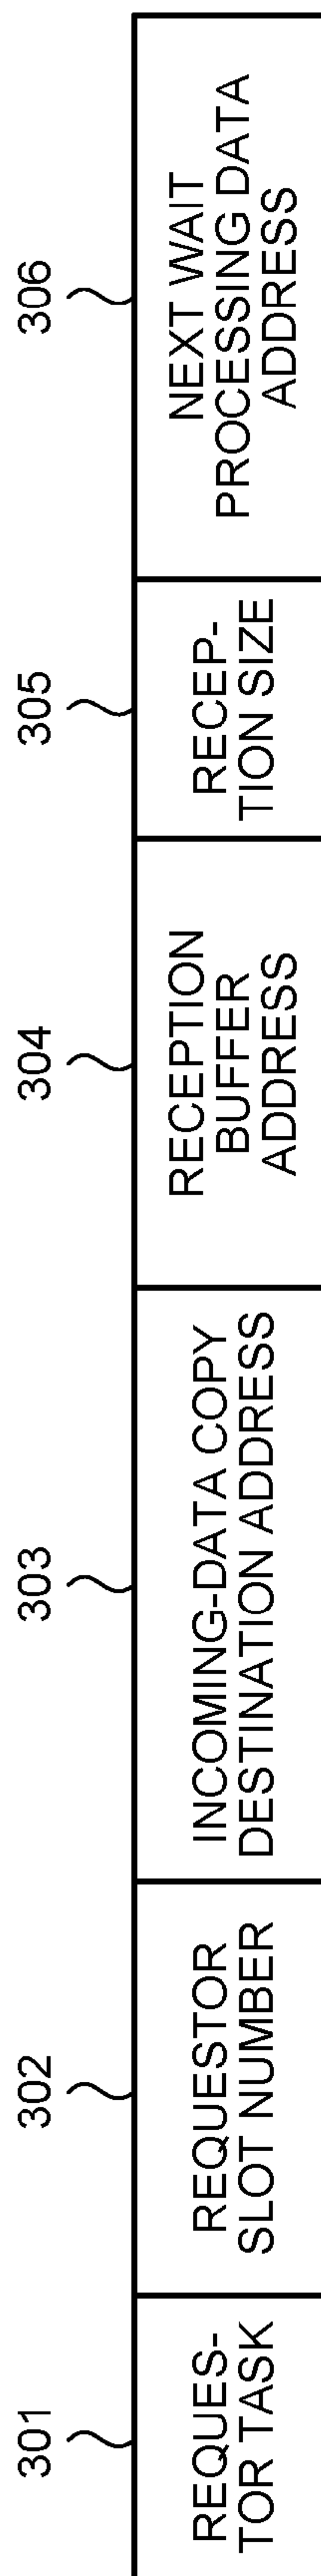 301
302
303
304
305
306
REQUES-
TOR TASK
REQUESTOR
SLOT NUMBER
INCOMING-DATA COPY
DESTINATION ADDRESS
RECEPTION
BUFFER
ADDRESS
RECEP-
TION SIZE
NEXT WAIT
PROCESSING DATA
ADDRESS